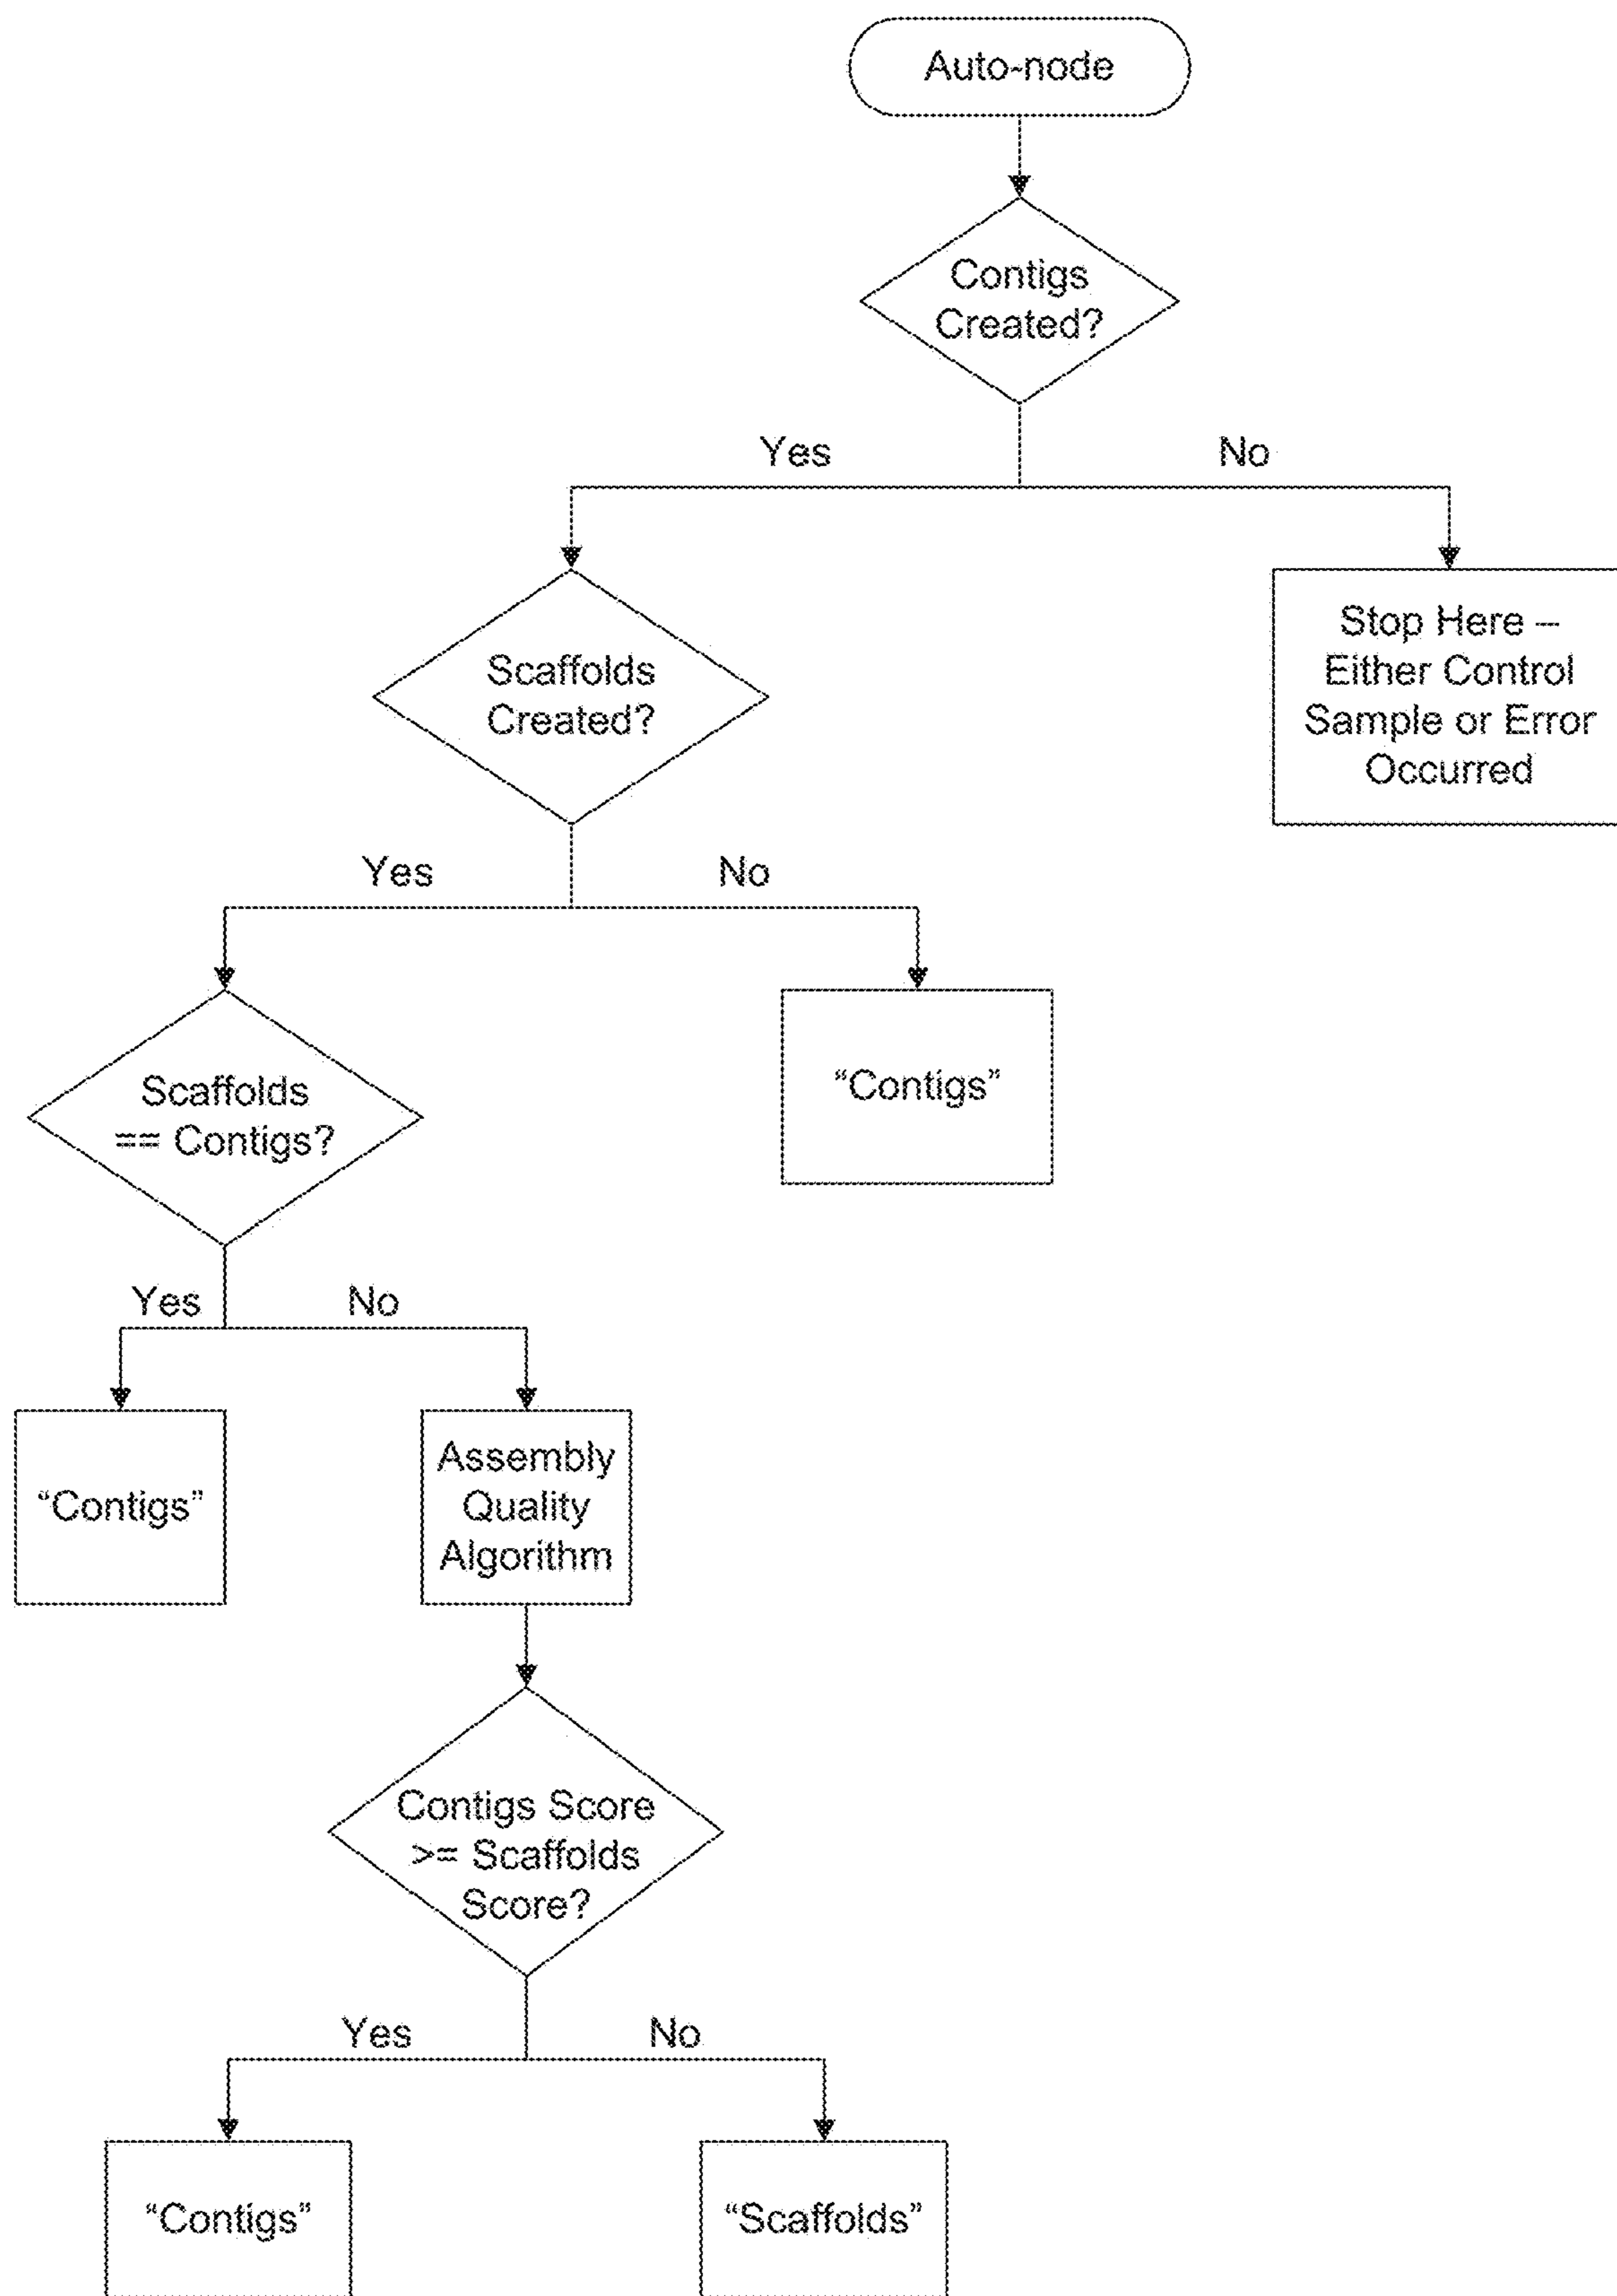 Auto-node
Contigs
Created?
Yes
No
Scaffolds
Created?
Stop Here –
Either Control
Sample or Error
Occurred
Yes
No
Scaffolds
== Contigs?
“Contigs”
Yes
No
“Contigs”
Assembly
Quality
Algorithm
Contigs Score
>= Scaffolds
Score?
Yes
No
“Contigs”
“Scaffolds”